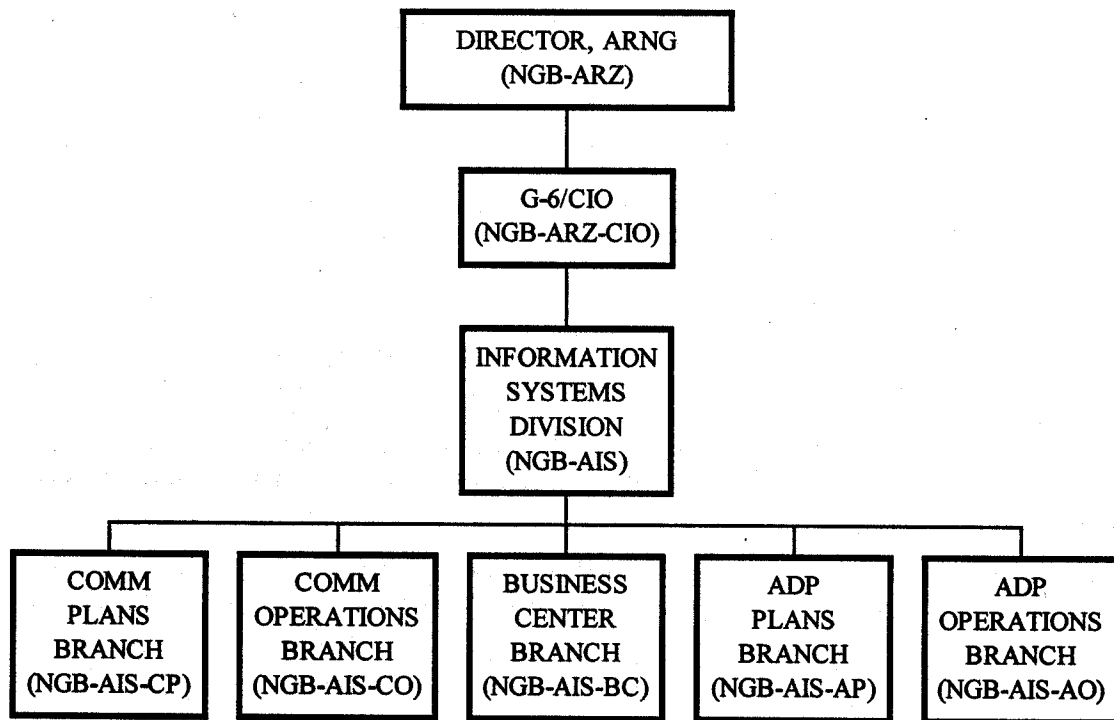 DIRECTOR, ARNG
(NGB-ARZ)
G-6/CIO
(NGB-ARZ-CIO)
INFORMATION
SYSTEMS
DIVISION
(NGB-AIS)
COMM
PLANS
BRANCH
(NGB-AIS-CP)
COMM
OPERATIONS
BRANCH
(NGB-AIS-CO)
BUSINESS
CENTER
BRANCH
(NGB-AIS-BC)
ADP
PLANS
BRANCH
(NGB-AIS-AP)
ADP
OPERATIONS
BRANCH
(NGB-AIS-AO)